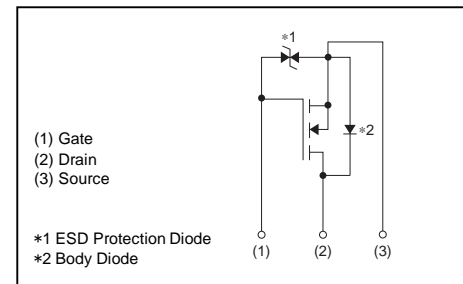 ∗1
∗2
(1) Gate
(2) Drain
(3) Source
∗1 ESD Protection Diode
∗2 Body Diode
(1) (2) (3)